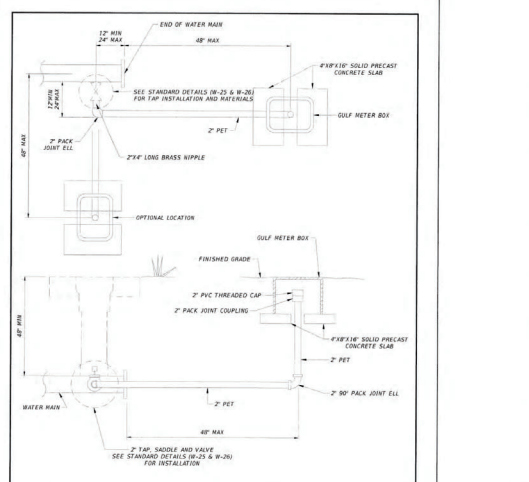 12" MIN
24" MAX
END OF WATER MAIN
48" MAX
4"X8"X16" SOLID PRECAST
CONCRETE SLAB
SEE STANDARD DETAILS (W-25 & W-26)
FOR TAP INSTALLATION AND MATERIALS
12"MIN
24"MAX
GULF METER BOX
48" MAX
2" PACK
JOINT ELL
2" PET
2"X4" LONG BRASS NIPPLE
OPTIONAL LOCATION
GULF METER BOX
FINISHED GRADE
2" PVC THREADED CAP
2" PACK JOINT COUPLING
48" MIN
4"X8"X16" SOLID PRECAST
CONCRETE SLAB
2" PET
2" 90° PACK JOINT ELL
2" PET
WATER MAIN
48" MAX
2" TAP, SADDLE AND VALVE
SEE STANDARD DETAILS (W-25 & W-26)
FOR INSTALLATION